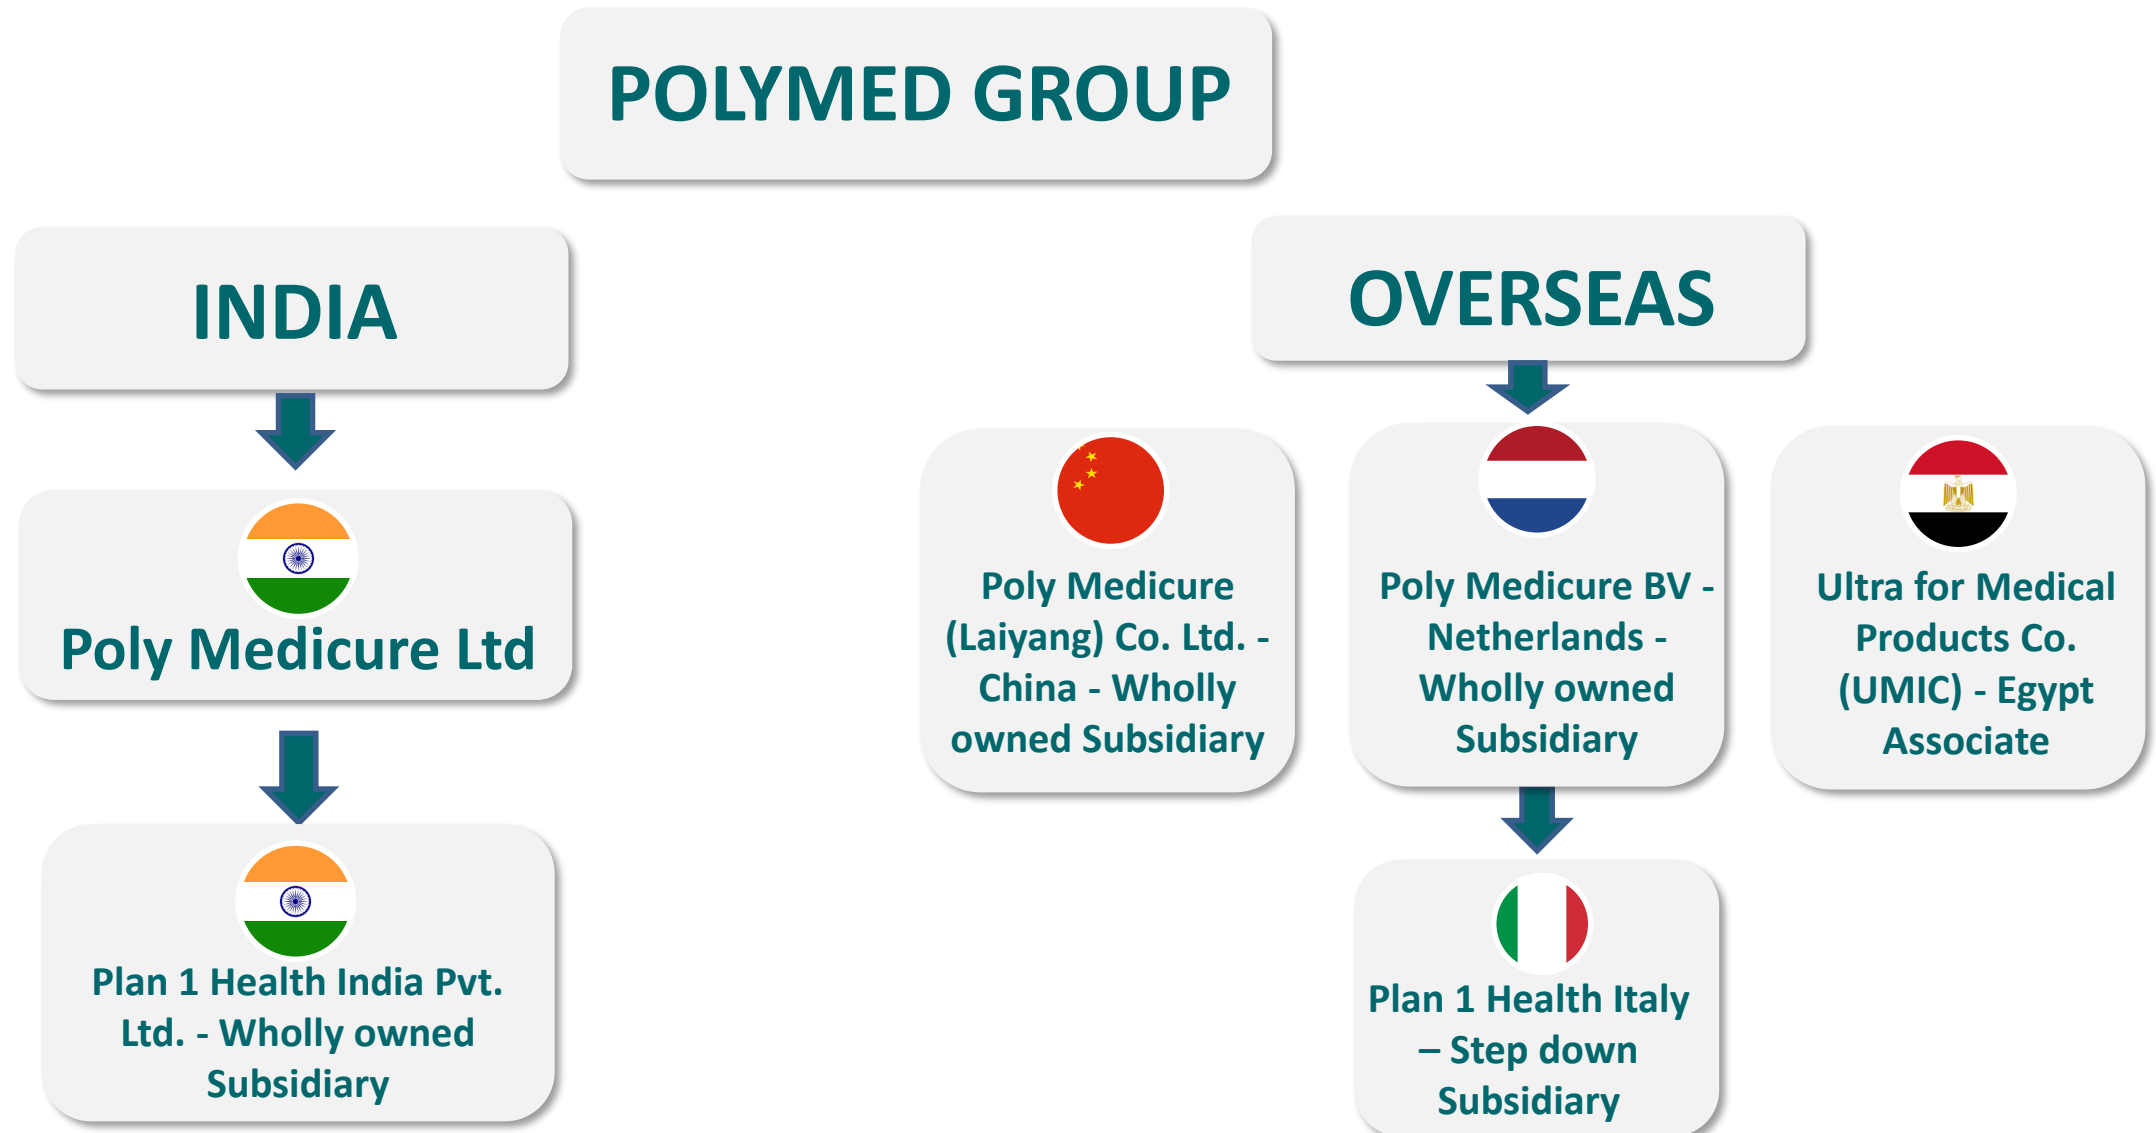 POLYMED GROUP
INDIA
OVERSEAS
Poly Medicure Ltd
Plan 1 Health India Pvt.
Ltd. - Wholly owned
Subsidiary
Poly Medicure
(Laiyang) Co. Ltd. -
China - Wholly
owned Subsidiary
Poly Medicure BV -
Netherlands -
Wholly owned
Subsidiary
Ultra for Medical
Products Co.
(UMIC) - Egypt
Associate
Plan 1 Health Italy
– Step down
Subsidiary